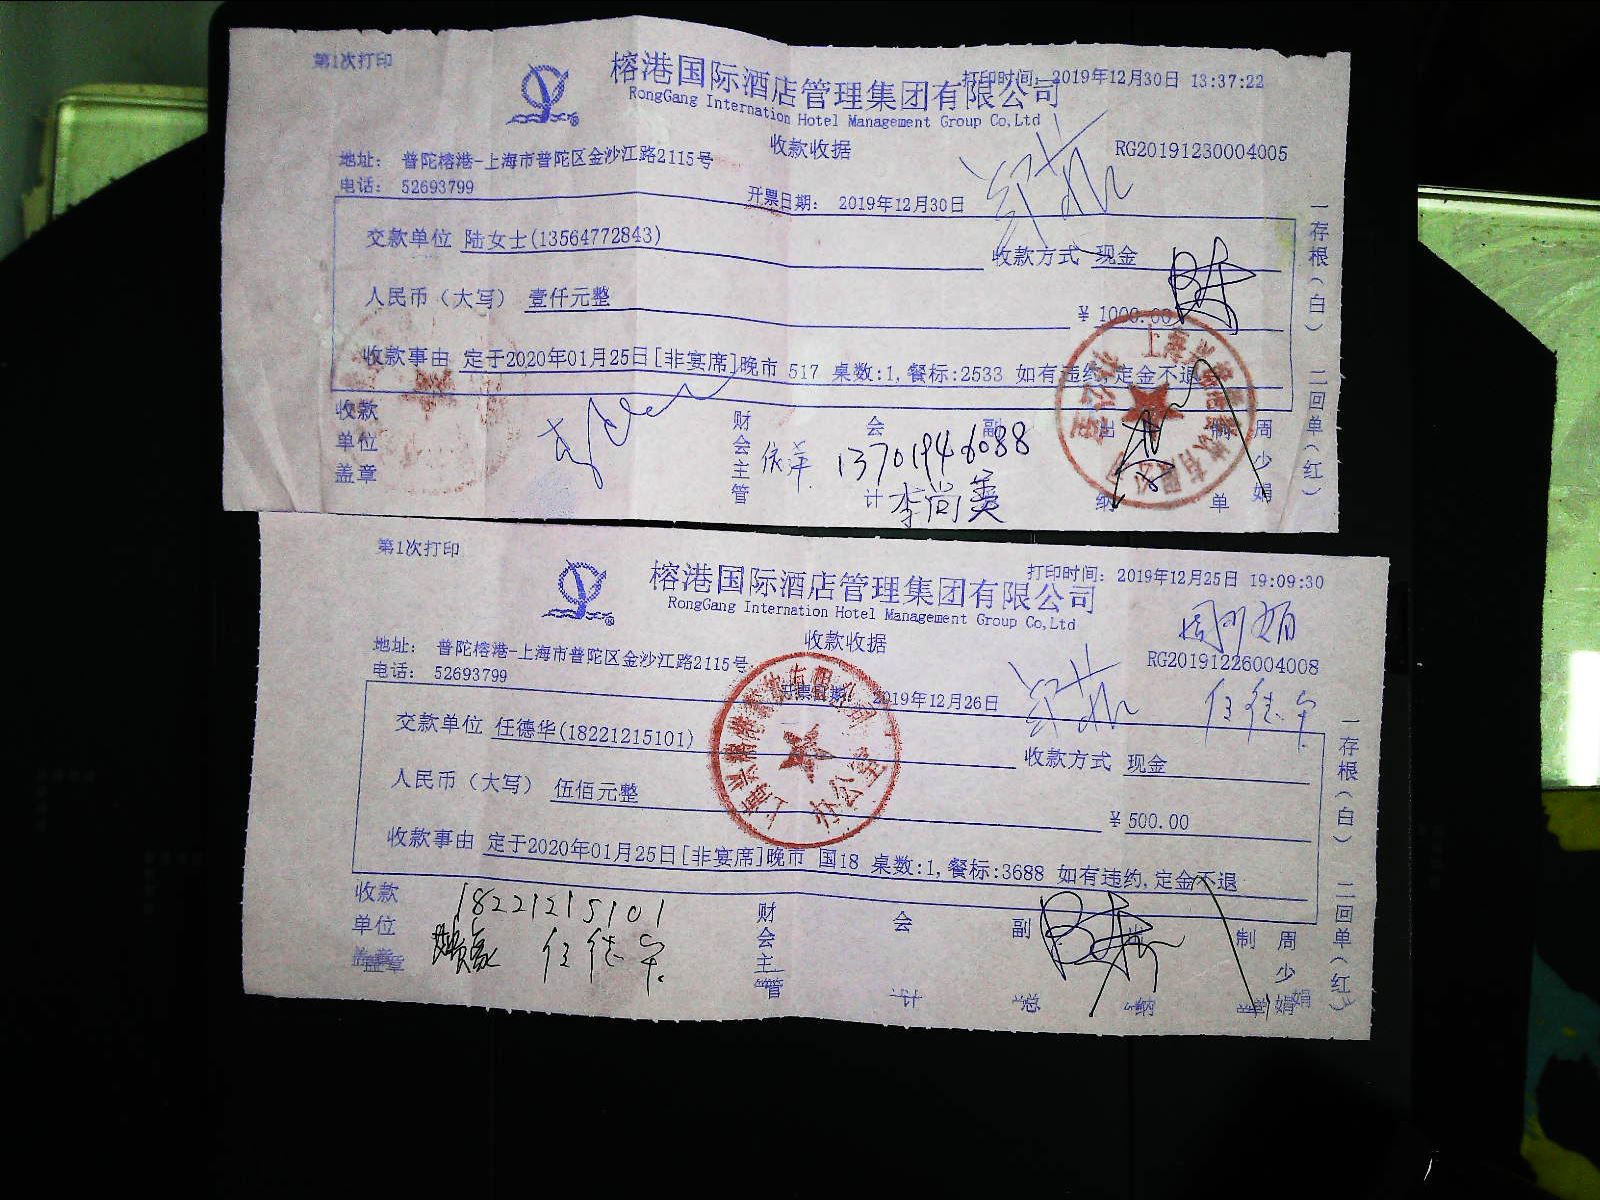 第1次打印
榕港国际酒店管理集团有限公司
打印时间：2019年12月30日 13:37:22
RongGang Internation Hotel Management Group Co,Ltd
收款收据
RG20191230004005
地址： 普陀榕港-上海市普陀区金沙江路2115号
电话： 52693799
开票日期： 2019年12月30日
交款单位 陆女士(13564772843)
收款方式 现金
人民币（大写） 壹仟元整
¥ 1000.00
收款事由 定于2020年01月25日[非宴席]晚市 517 桌数:1,餐标:2533 如有违约,定金不退
收款单位盖章
财会主管
会计
副
出纳
制单
周少娟
13701946088
一存根（白） 二回单（红）
第1次打印
榕港国际酒店管理集团有限公司
打印时间：2019年12月25日 19:09:30
RongGang Internation Hotel Management Group Co,Ltd
收款收据
RG20191226004008
地址： 普陀榕港-上海市普陀区金沙江路2115号
电话： 52693799
开票日期： 2019年12月26日
任德华
交款单位 任德华(18221215101)
收款方式 现金
人民币（大写） 伍佰元整
¥ 500.00
收款事由 定于2020年01月25日[非宴席]晚市 国18 桌数:1,餐标:3688 如有违约,定金不退
办公室
收款单位盖章
18221215101
任德华
财会主管
会计
副总
纳
制单
周少娟
一存根（白） 二回单（红）